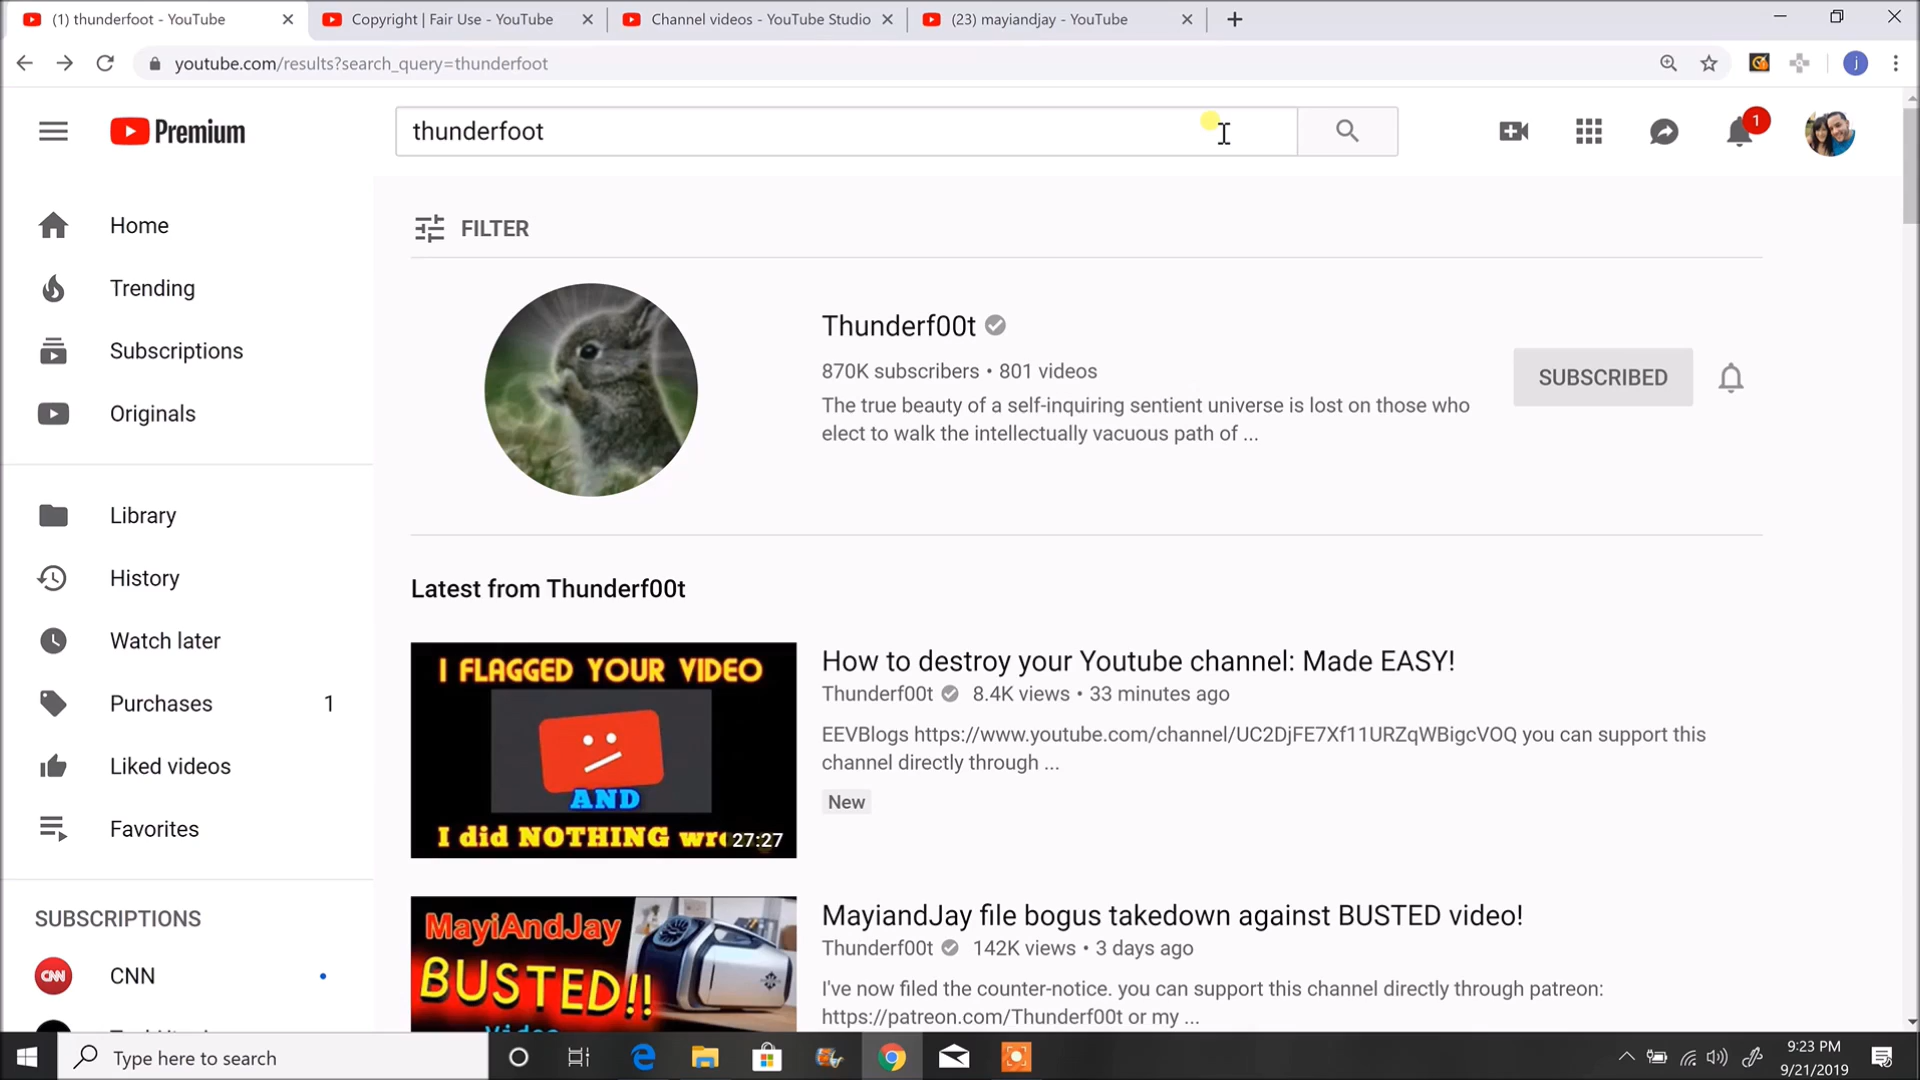 (1) thunderfoot - YouTube
Copyright | Fair Use - YouTube
Channel videos - YouTube Studio
(23) mayiandjay - YouTube
youtube.com/results?search_query=thunderfoot
j
Premium
thunderfoot
1
Home
Trending
Subscriptions
Originals
Library
History
Watch later
Purchases 1
Liked videos
Favorites
SUBSCRIPTIONS
CNN CNN
FILTER
Thunderf00t
870K subscribers • 801 videos
The true beauty of a self-inquiring sentient universe is lost on those who
elect to walk the intellectually vacuous path of ...
SUBSCRIBED
Latest from Thunderf00t
I FLAGGED YOUR VIDEO
AND
I did NOTHING
27:27
How to destroy your Youtube channel: Made EASY!
Thunderf00t 8.4K views • 33 minutes ago
EEVBlogs https://www.youtube.com/channel/UC2DjFE7Xf11URZqWBigcVOQ you can support this
channel directly through ...
New
MayiAndJay
BUSTED!!
MayiandJay file bogus takedown against BUSTED video!
Thunderf00t 142K views • 3 days ago
I've now filed the counter-notice. you can support this channel directly through patreon:
https://patreon.com/Thunderf00t or my ...
Type here to search
9:23 PM
9/21/2019